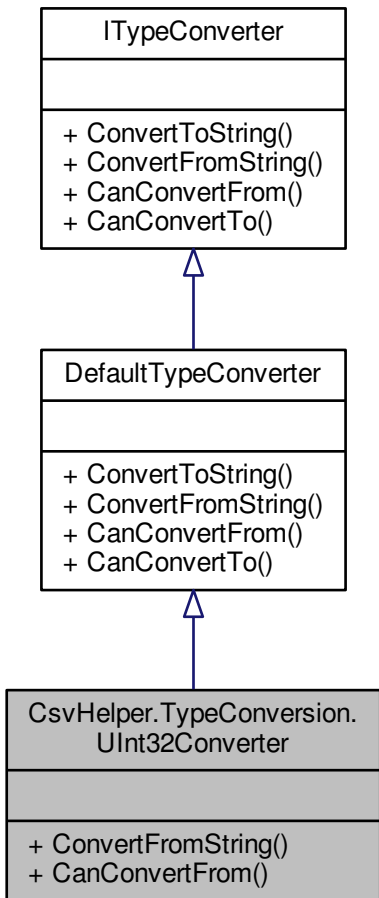 ITypeConverter
+ ConvertToString()
+ ConvertFromString()
+ CanConvertFrom()
+ CanConvertTo()
DefaultTypeConverter
+ ConvertToString()
+ ConvertFromString()
+ CanConvertFrom()
+ CanConvertTo()
CsvHelper.TypeConversion.
UInt32Converter
+ ConvertFromString()
+ CanConvertFrom()